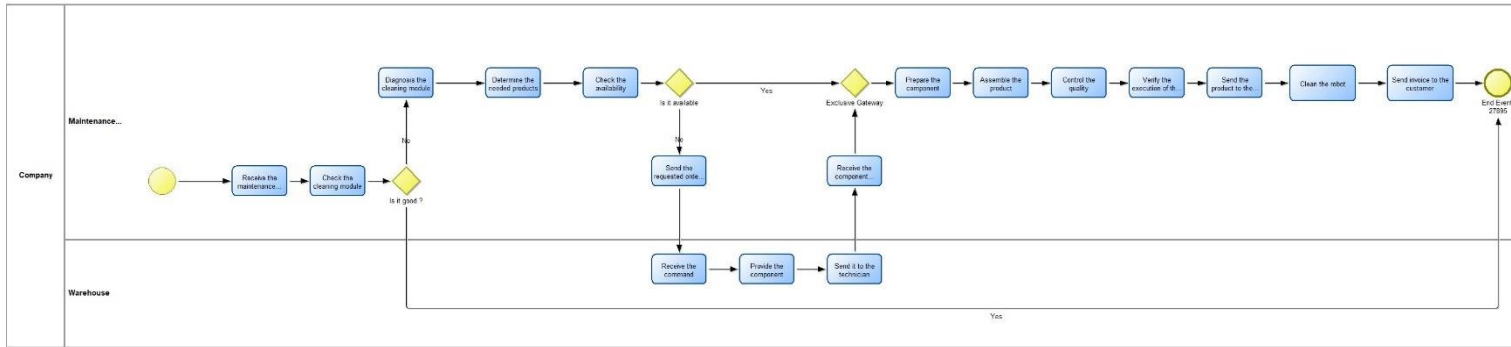 Company
Maintenance...
Warehouse
Receive the
maintenance...
Check the
cleaning module
Is it good ?
No
Diagnosis the
cleaning module
Determine the
needed products
Check the
availability
Is it available
Yes
No
Send the
requested orde...
Receive the
command
Provide the
component
Send it to the
technician
Receive the
component...
Exclusive Gateway
Prepare the
component
Assemble the
product
Control the
quality
Verify the
execution of th...
Send the
product to the...
Clean the robot
Send invoice to the
customer
End Event
27895
Yes